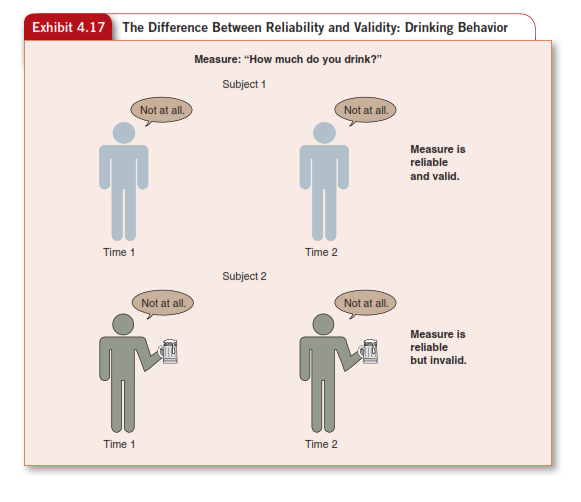 Exhibit 4.17 The Difference Between Reliability and Validity: Drinking Behavior
Measure: “How much do you drink?”
Subject 1
Not at all.
Not at all.
Measure is
reliable
and valid.
Time 1
Time 2
Subject 2
Not at all.
Not at all.
Measure is
reliable
but invalid.
Time 1
Time 2